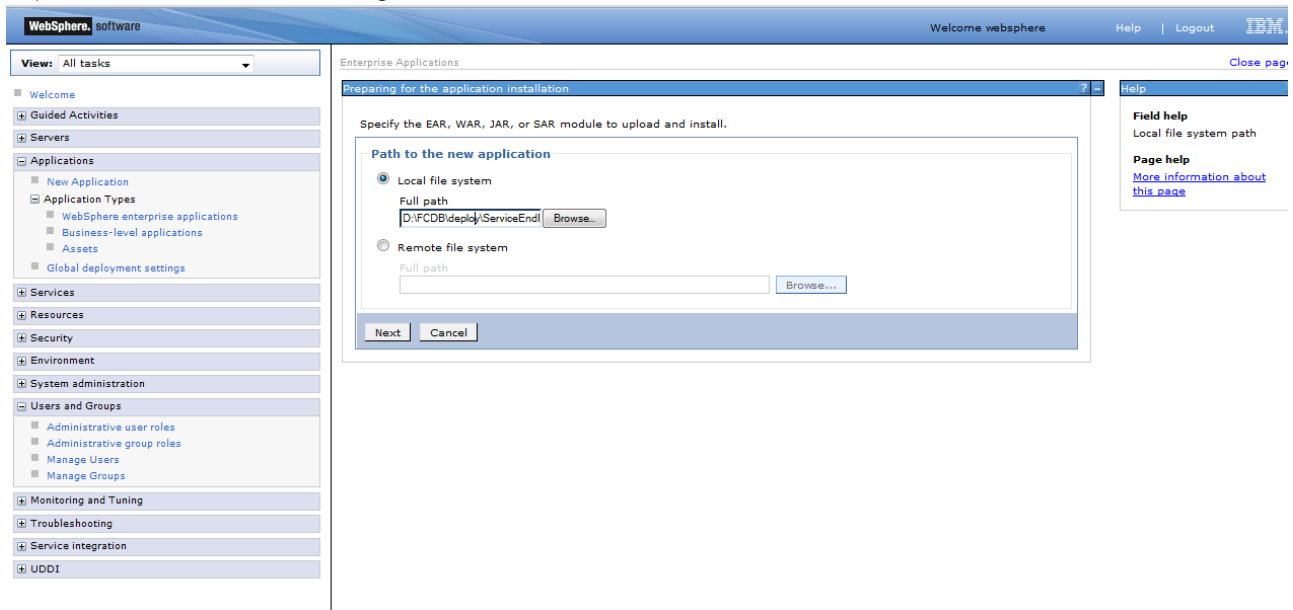 WebSphere. software
Welcome websphere
Help | Logout
IBM.
View: All tasks
Welcome
Guided Activities
Servers
Applications
New Application
Application Types
WebSphere enterprise applications
Business-level applications
Assets
Global deployment settings
Services
Resources
Security
Environment
System administration
Users and Groups
Administrative user roles
Administrative group roles
Manage Users
Manage Groups
Monitoring and Tuning
Troubleshooting
Service integration
UDDI
Enterprise Applications
Close pag
Preparing for the application installation ? –
Specify the EAR, WAR, JAR, or SAR module to upload and install.
Path to the new application
Local file system
Full path
D:\FCDB\deploy\ServiceEndl Browse...
Remote file system
Full path
Browse...
Next Cancel
Help
Field help
Local file system path
Page help
More information about
this page